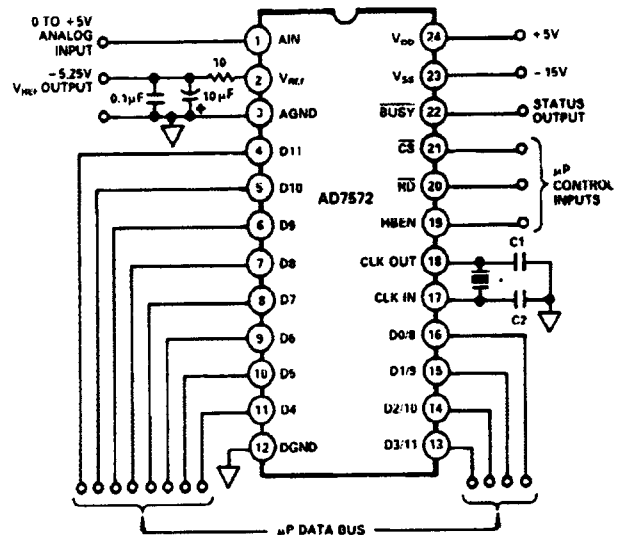 0 TO +5V
ANALOG
INPUT
1 AIN
-5.25V
VREF OUTPUT
10
2 VREF
0.1µF
10µF
+
3 AGND
4 D11
5 D10
6 D9
7 D8
8 D7
9 D6
10 D5
11 D4
12 DGND
AD7572
VDD 24 +5V
VSS 23 -15V
BUSY 22 STATUS
OUTPUT
CS 21
RD 20
HBEN 19
µP
CONTROL
INPUTS
CLK OUT 18 C1
CLK IN 17 C2
D0/8 16
D1/9 15
D2/10 14
D3/11 13
µP DATA BUS